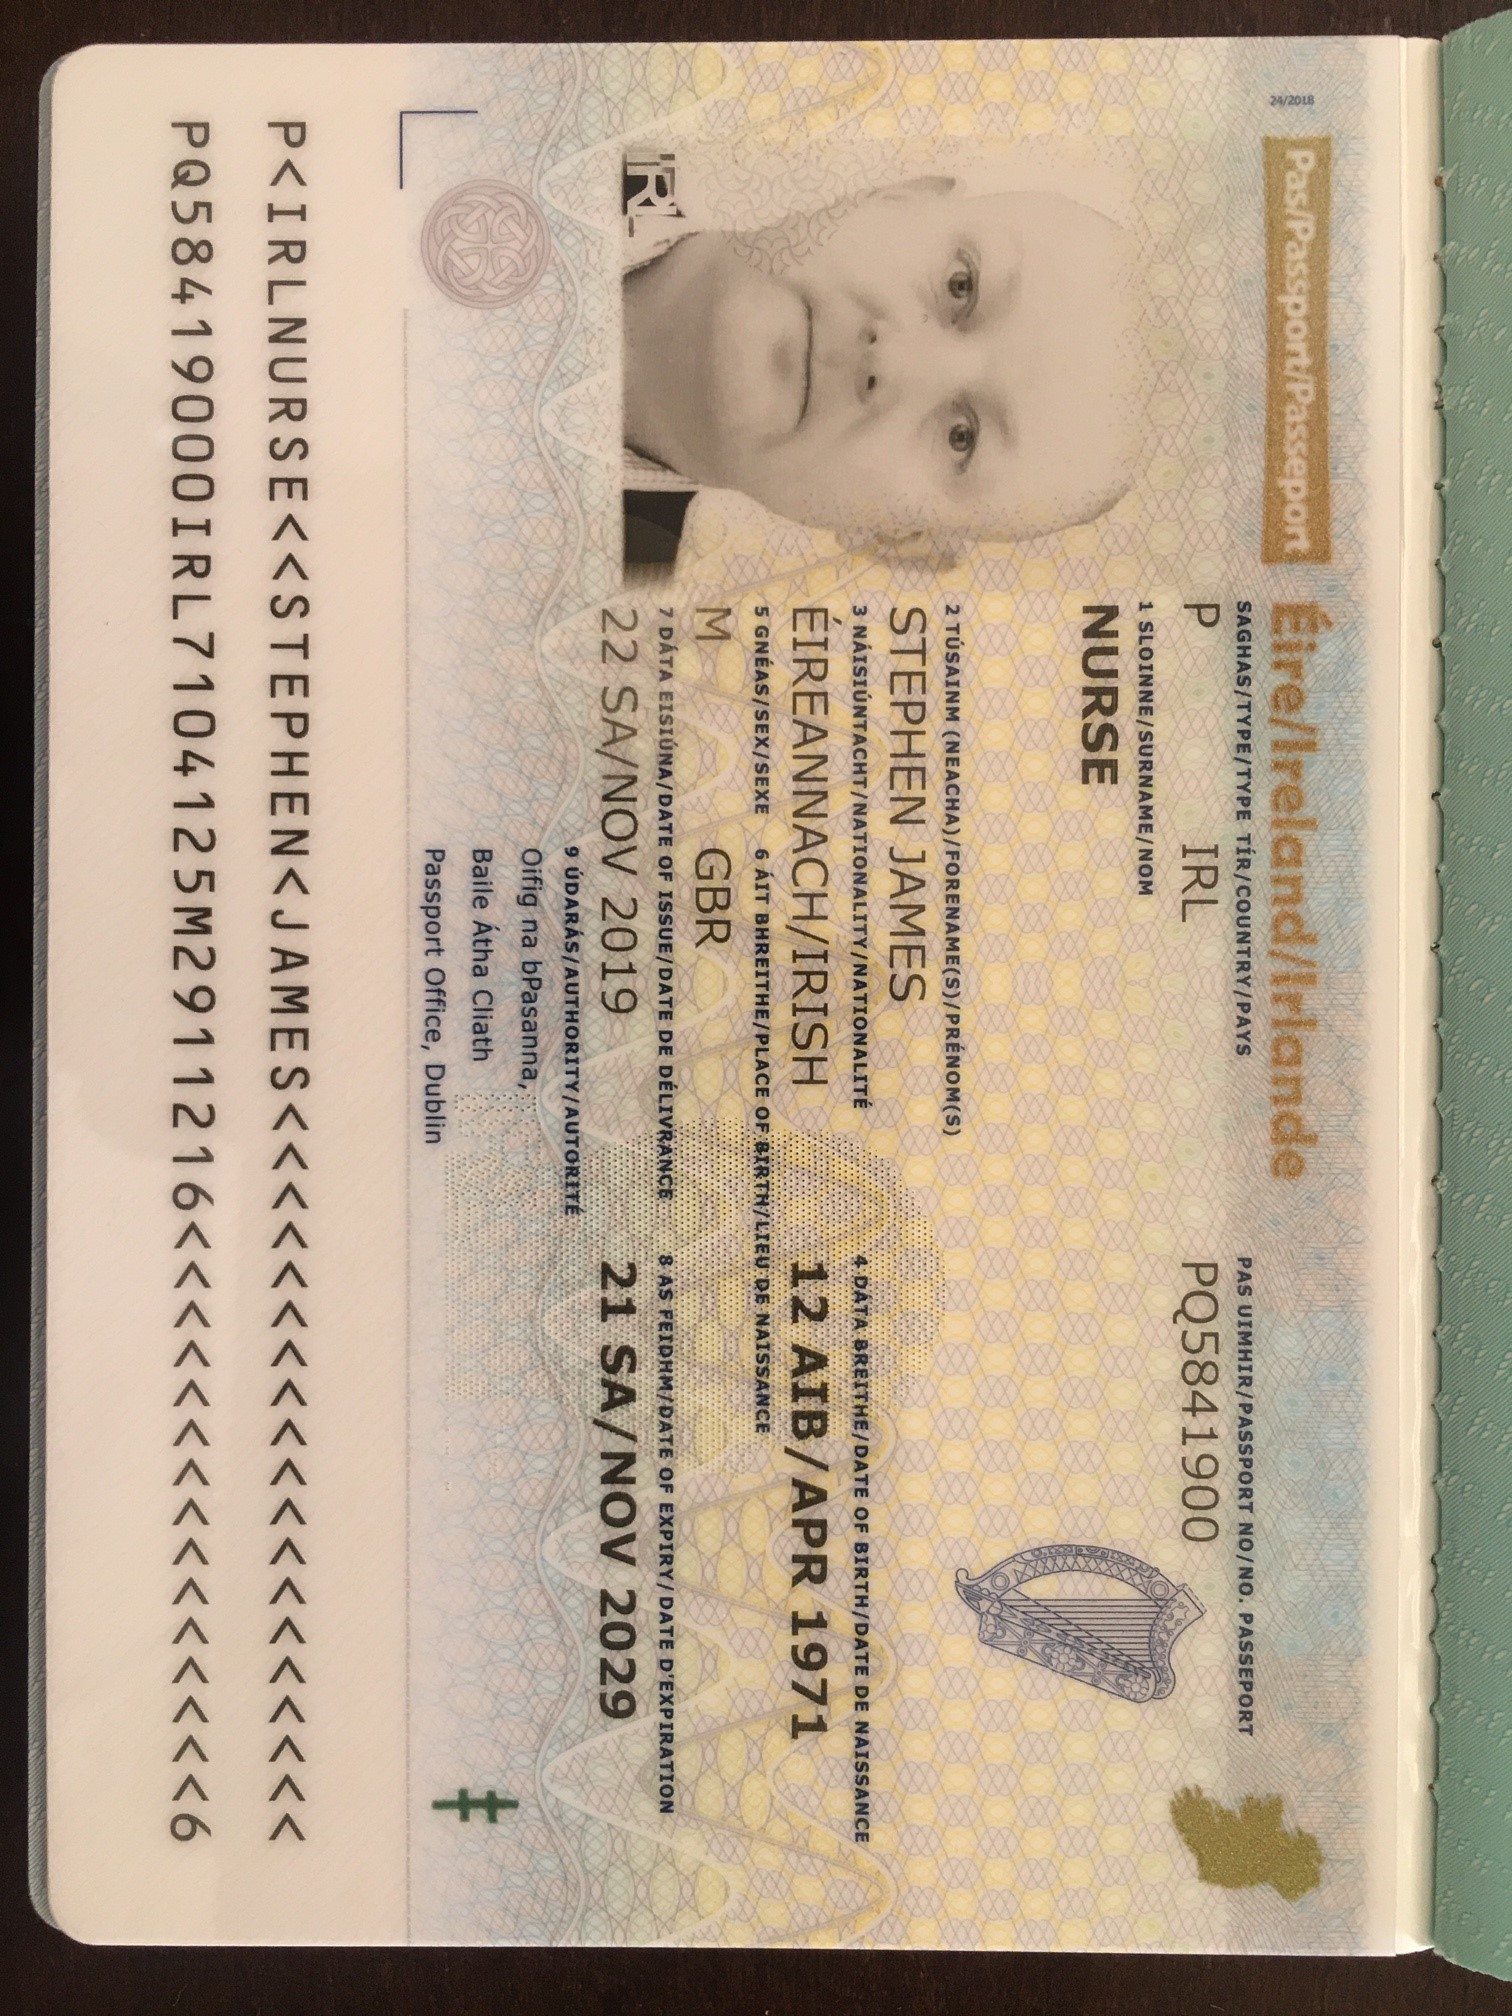 24/2018
Pas/Passport/Passeport
Éire/Ireland/Irlande
SAGHAS/TYPE/TYPE TÍR/COUNTRY/PAYS PAS UIMHIR/PASSPORT NO/NO. PASSEPORT
P IRL PQ5841900
1 SLOINNE/SURNAME/NOM
NURSE
2 TÚSAINM (NEACHA)/FORENAME(S)/PRÉNOM(S)
STEPHEN JAMES
3 NÁISIÚNTACHT/NATIONALITY/NATIONALITÉ 4 DÁTA BREITHE/DATE OF BIRTH/DATE DE NAISSANCE
ÉIREANNACH/IRISH 12 AIB/APR 1971
5 GNÉAS/SEX/SEXE 6 ÁIT BHREITHE/PLACE OF BIRTH/LIEU DE NAISSANCE
M GBR
7 DÁTA EISIÚNA/DATE OF ISSUE/DATE DE DÉLIVRANCE 8 AS FEIDHM/DATE OF EXPIRY/DATE D'EXPIRATION
22 SA/NOV 2019 21 SA/NOV 2029
9 ÚDARÁS/AUTHORITY/AUTORITÉ
Oifig na bPasanna,
Baile Átha Cliath
Passport Office, Dublin
IRL
P<IRLNURSE<<STEPHEN<JAMES<<<<<<<<<<<<<<<<<<<
PQ58419000IRL7104125M2911216<<<<<<<<<<<<<<<6